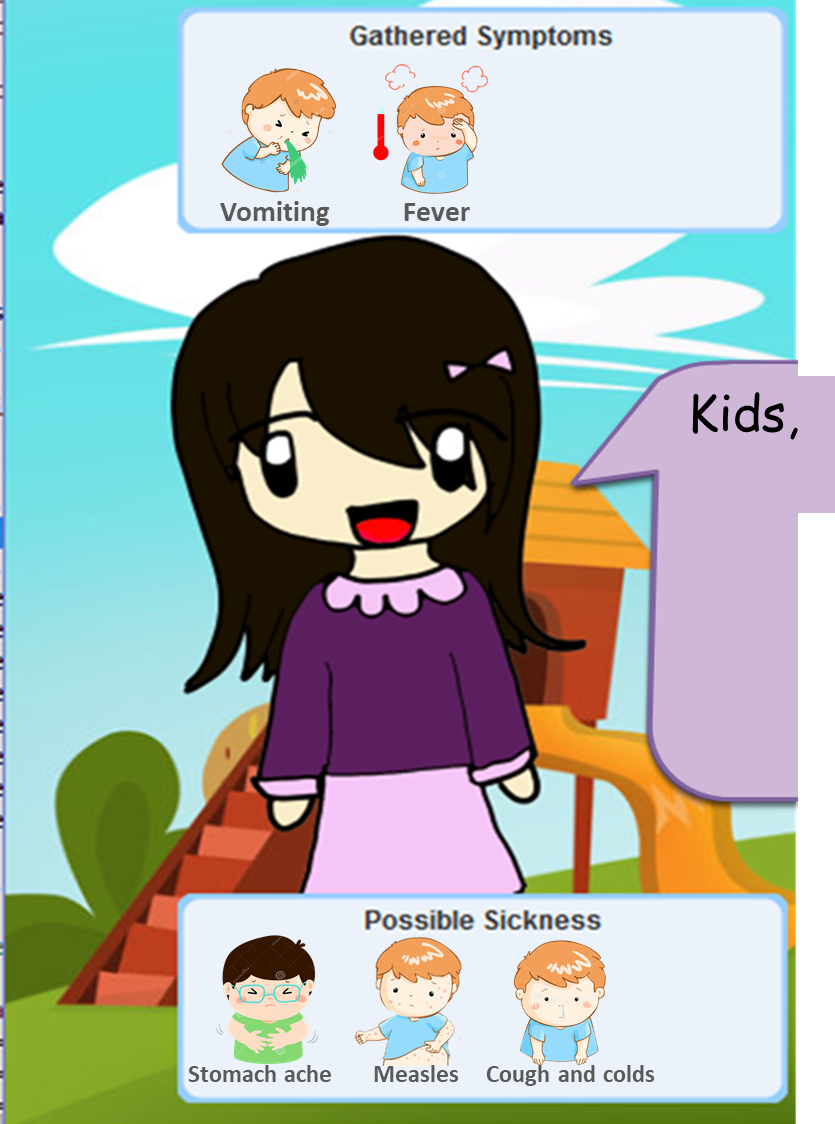 Gathered Symptoms
Vomiting Fever
Kids,
Possible Sickness
Stomach ache Measles Cough and colds